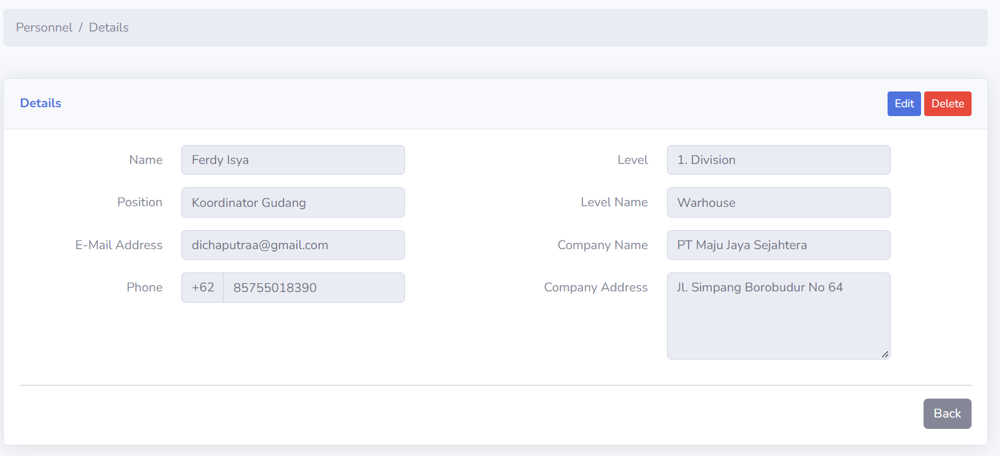 Personnel / Details
Details
Edit
Delete
Name
Ferdy Isya
Position
Koordinator Gudang
E-Mail Address
dichaputraa@gmail.com
Phone
+62
85755018390
Level
1. Division
Level Name
Warhouse
Company Name
PT Maju Jaya Sejahtera
Company Address
Jl. Simpang Borobudur No 64
Back